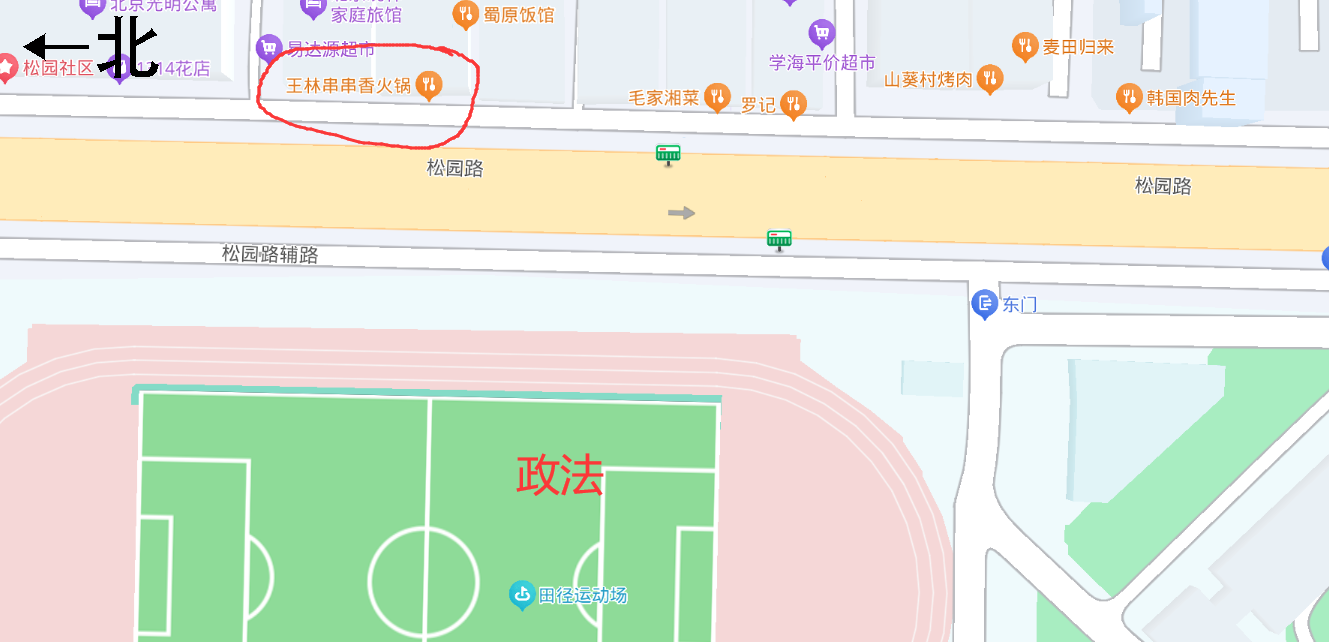 北京光明公寓
家庭旅馆
蜀原饭馆
北
易达源超市
学海平价超市
麦田归来
松园社区
14花店
王林串串香火锅
毛家湘菜
罗记
山葵村烤肉
韩国肉先生
松园路
松园路
松园路辅路
东门
政法
田径运动场